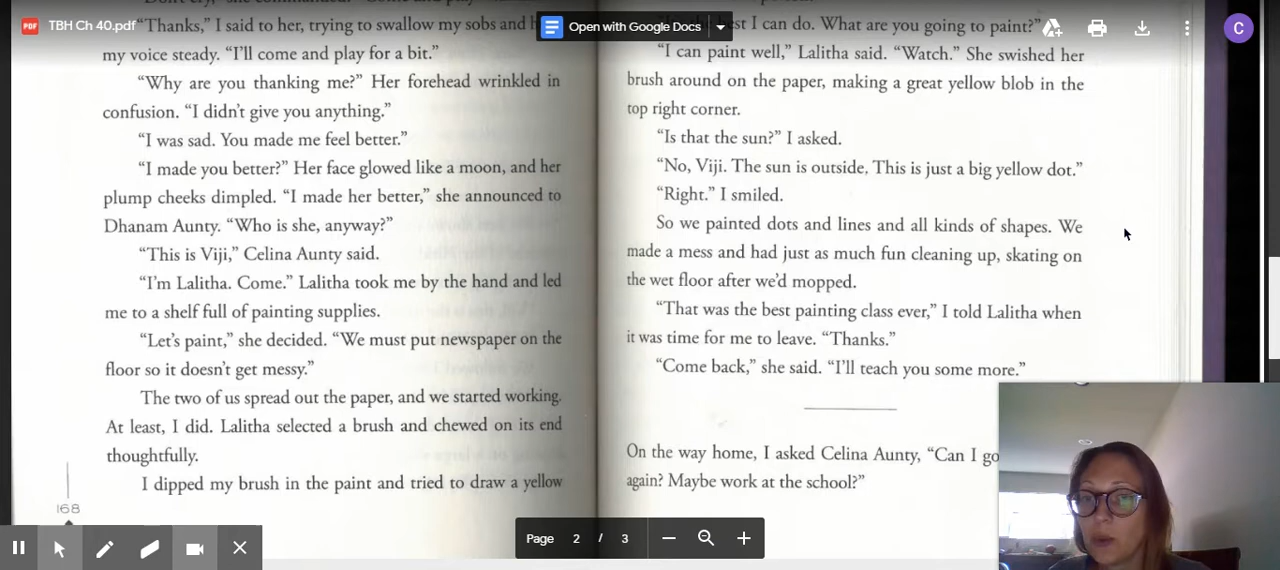 TBH Ch 40.pdf
Open with Google Docs
C
"Thanks," I said to her, trying to swallow my sobs and
my voice steady. "I'll come and play for a bit."
"Why are you thanking me?" Her forehead wrinkled in
confusion. "I didn't give you anything."
"I was sad. You made me feel better."
"I made you better?" Her face glowed like a moon, and her
plump cheeks dimpled. "I made her better," she announced to
Dhanam Aunty. "Who is she, anyway?"
"This is Viji," Celina Aunty said.
"I'm Lalitha. Come." Lalitha took me by the hand and led
me to a shelf full of painting supplies.
"Let's paint," she decided. "We must put newspaper on the
floor so it doesn't get messy."
The two of us spread out the paper, and we started working.
At least, I did. Lalitha selected a brush and chewed on its end
thoughtfully.
I dipped my brush in the paint and tried to draw a yellow
168
I can do. What are you going to paint?"
"I can paint well," Lalitha said. "Watch." She swished her
brush around on the paper, making a great yellow blob in the
top right corner.
"Is that the sun?" I asked.
"No, Viji. The sun is outside. This is just a big yellow dot."
"Right." I smiled.
So we painted dots and lines and all kinds of shapes. We
made a mess and had just as much fun cleaning up, skating on
the wet floor after we'd mopped.
"That was the best painting class ever," I told Lalitha when
it was time for me to leave. "Thanks."
"Come back," she said. "I'll teach you some more."
On the way home, I asked Celina Aunty, "Can I go
again? Maybe work at the school?"
Page 2 / 3